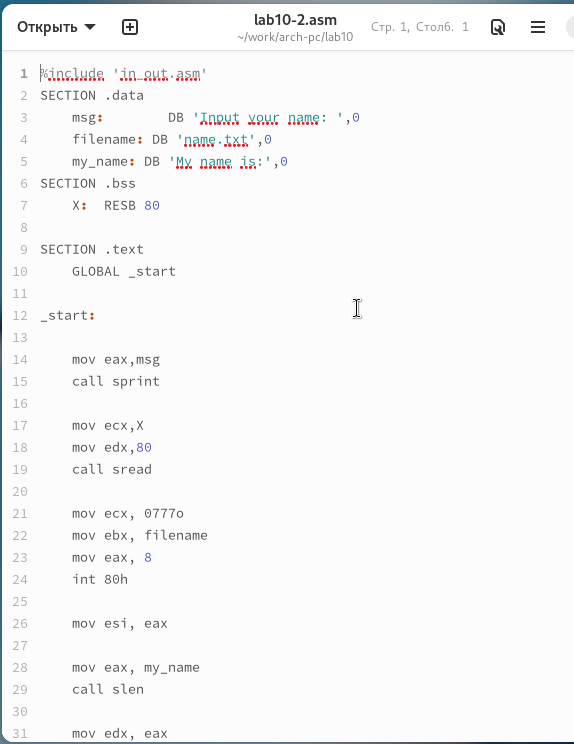 Открыть
lab10-2.asm
~/work/arch-pc/lab10
Стр. 1, Столб. 1
1 %include 'in_out.asm'
2 SECTION .data
3     msg:        DB 'Input your name: ',0
4     filename: DB 'name.txt',0
5     my_name: DB 'My name is:',0
6 SECTION .bss
7     X:  RESB 80
8
9 SECTION .text
10     GLOBAL _start
11
12 _start:
13
14     mov eax,msg
15     call sprint
16
17     mov ecx,X
18     mov edx,80
19     call sread
20
21     mov ecx, 0777o
22     mov ebx, filename
23     mov eax, 8
24     int 80h
25
26     mov esi, eax
27
28     mov eax, my_name
29     call slen
30
31     mov edx, eax